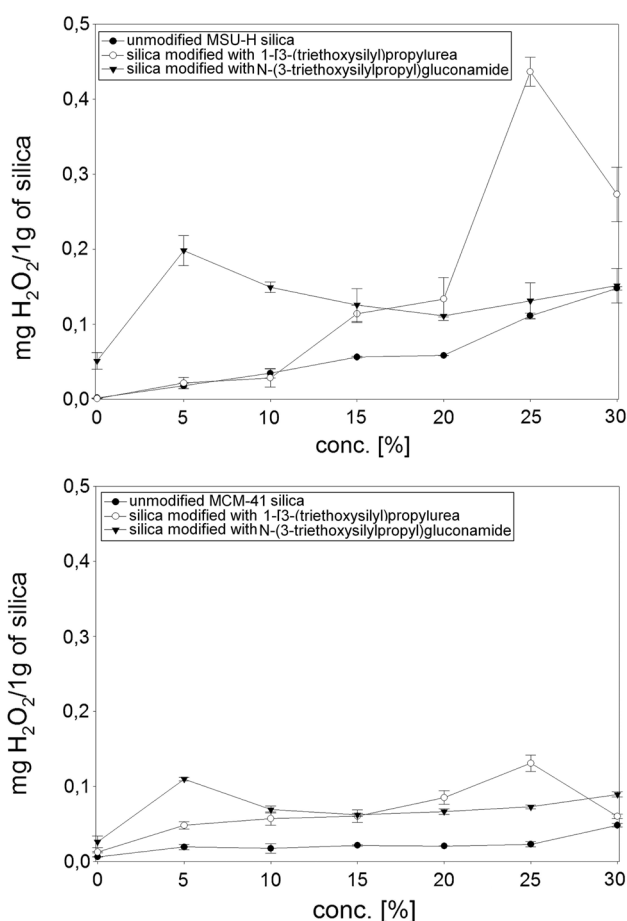 0,5
0,4
0,3
0,2
0,1
0,0
mg H₂O₂/1g of silica
unmodified MSU-H silica
silica modified with 1-[3-(triethoxysilyl)propylurea
silica modified with N-(3-triethoxysilylpropyl)gluconamide
0 5 10 15 20 25 30
conc. [%]
0,5
0,4
0,3
0,2
0,1
0,0
mg H₂O₂/1g of silica
unmodified MCM-41 silica
silica modified with 1-[3-(triethoxysilyl)propylurea
silica modified with N-(3-triethoxysilylpropyl)gluconamide
0 5 10 15 20 25 30
conc. [%]